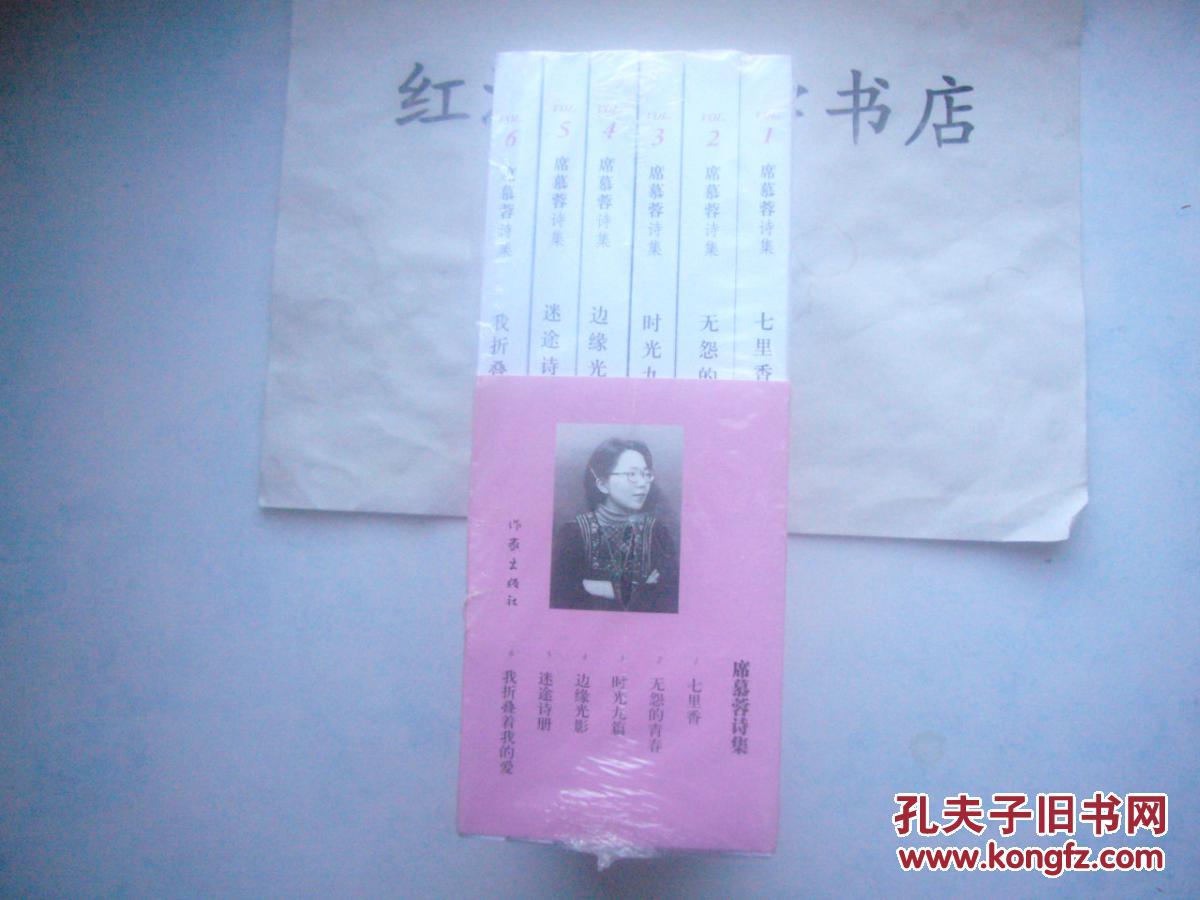 红
书店
VOL. 1 席慕蓉诗集 七里香
VOL. 2 席慕蓉诗集 无怨的
VOL. 3 席慕蓉诗集 时光九
VOL. 4 席慕蓉诗集 边缘光
VOL. 5 席慕蓉诗集 迷途诗
VOL. 6 席慕蓉诗集 我折叠
席慕蓉诗集
1 七里香
2 无怨的青春
3 时光九篇
4 边缘光影
5 迷途诗册
6 我折叠着我的爱
作家出版社
孔夫子旧书网
www.kongfz.com